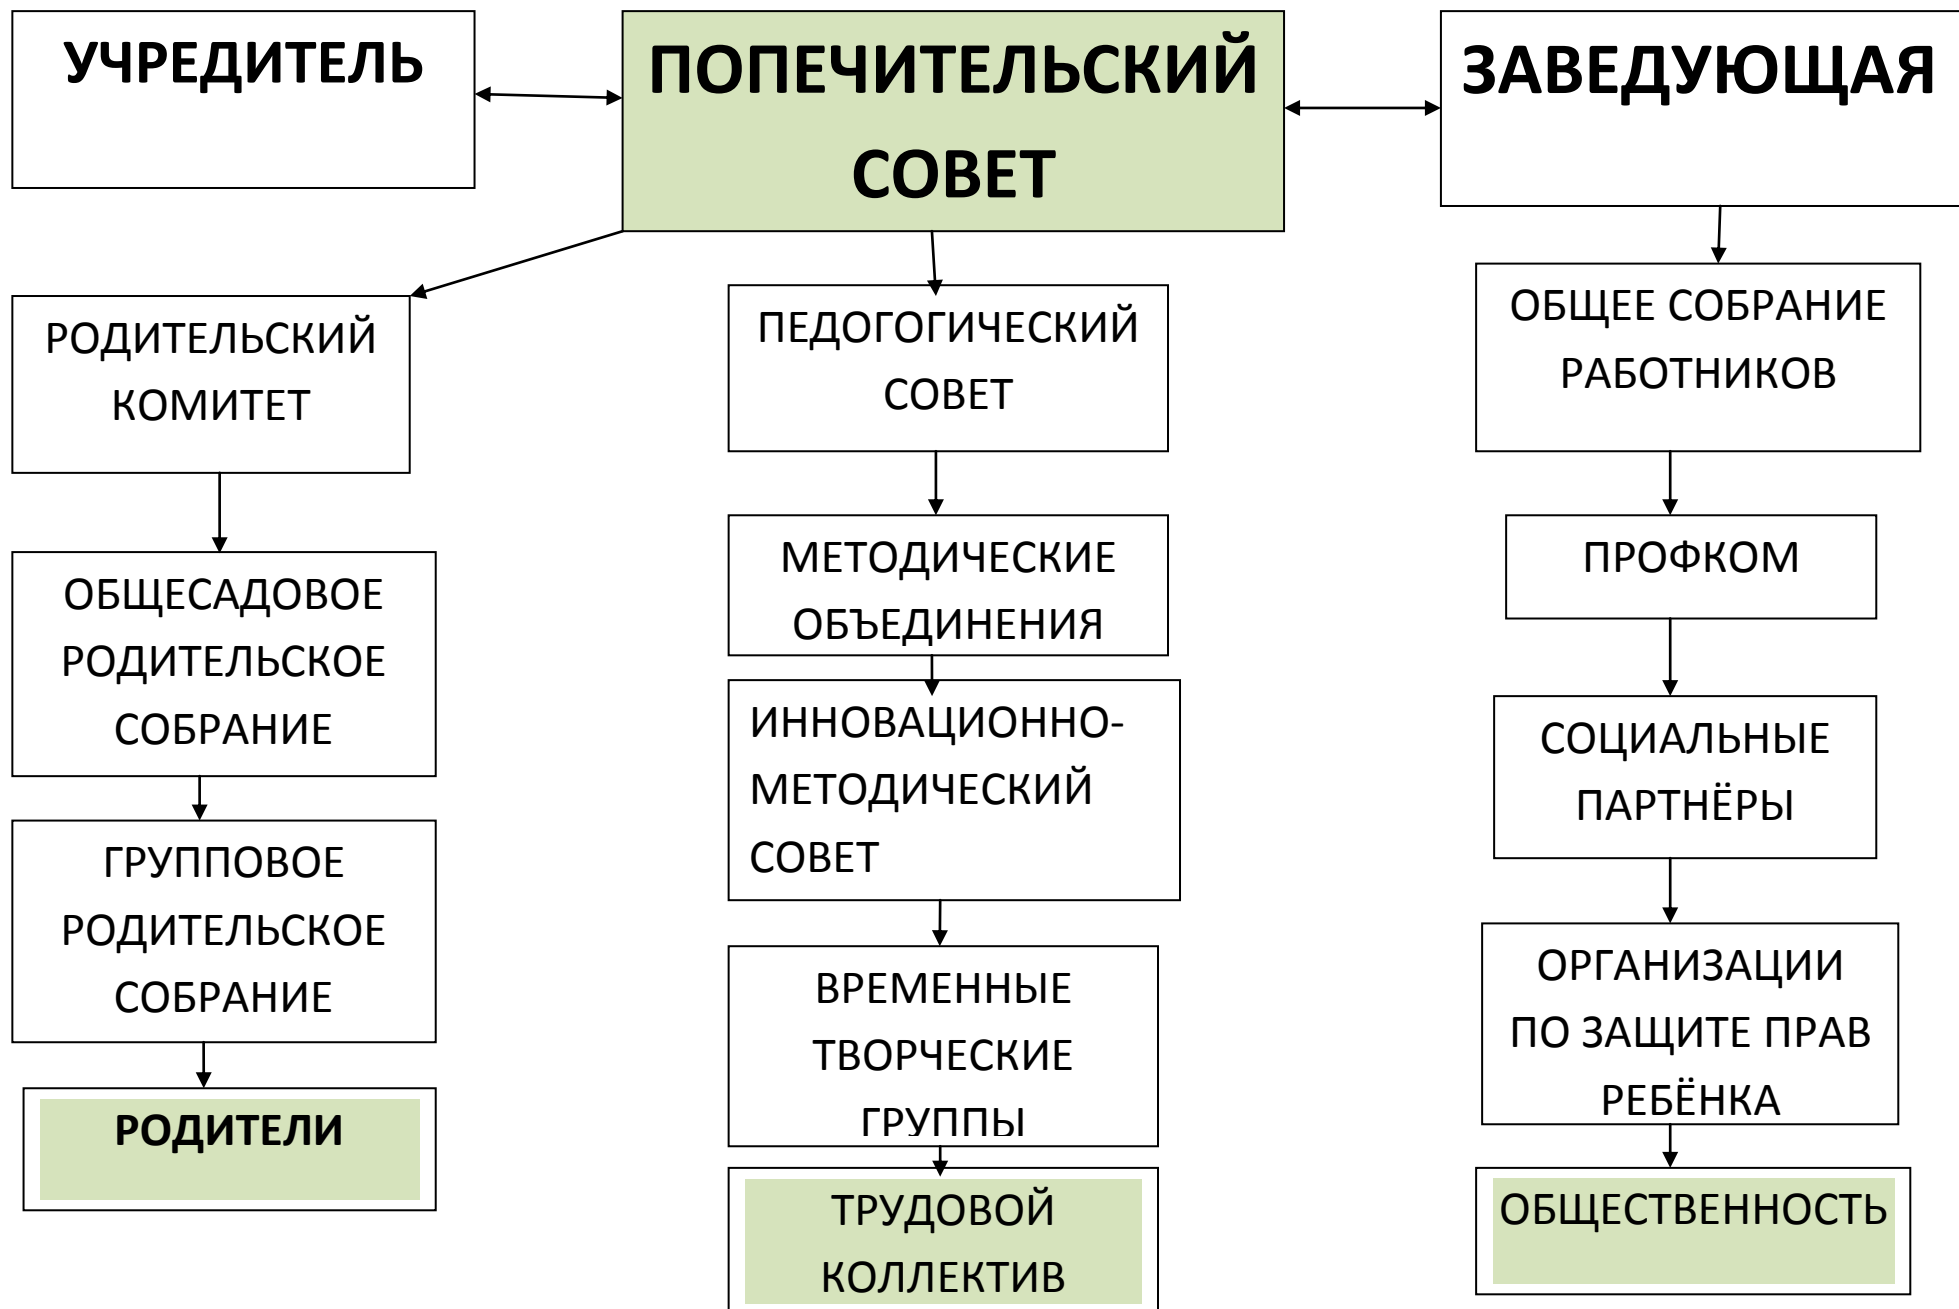 УЧРЕДИТЕЛЬ
ПОПЕЧИТЕЛЬСКИЙ
СОВЕТ
ЗАВЕДУЮЩАЯ
РОДИТЕЛЬСКИЙ
КОМИТЕТ
ПЕДОГОГИЧЕСКИЙ
СОВЕТ
ОБЩЕЕ СОБРАНИЕ
РАБОТНИКОВ
ОБЩЕСАДОВОЕ
РОДИТЕЛЬСКОЕ
СОБРАНИЕ
МЕТОДИЧЕСКИЕ
ОБЪЕДИНЕНИЯ
ПРОФКОМ
ИННОВАЦИОННО-
МЕТОДИЧЕСКИЙ
СОВЕТ
СОЦИАЛЬНЫЕ
ПАРТНЁРЫ
ГРУППОВОЕ
РОДИТЕЛЬСКОЕ
СОБРАНИЕ
ВРЕМЕННЫЕ
ТВОРЧЕСКИЕ
ГРУППЫ
ОРГАНИЗАЦИИ
ПО ЗАЩИТЕ ПРАВ
РЕБЁНКА
РОДИТЕЛИ
ТРУДОВОЙ
КОЛЛЕКТИВ
ОБЩЕСТВЕННОСТЬ